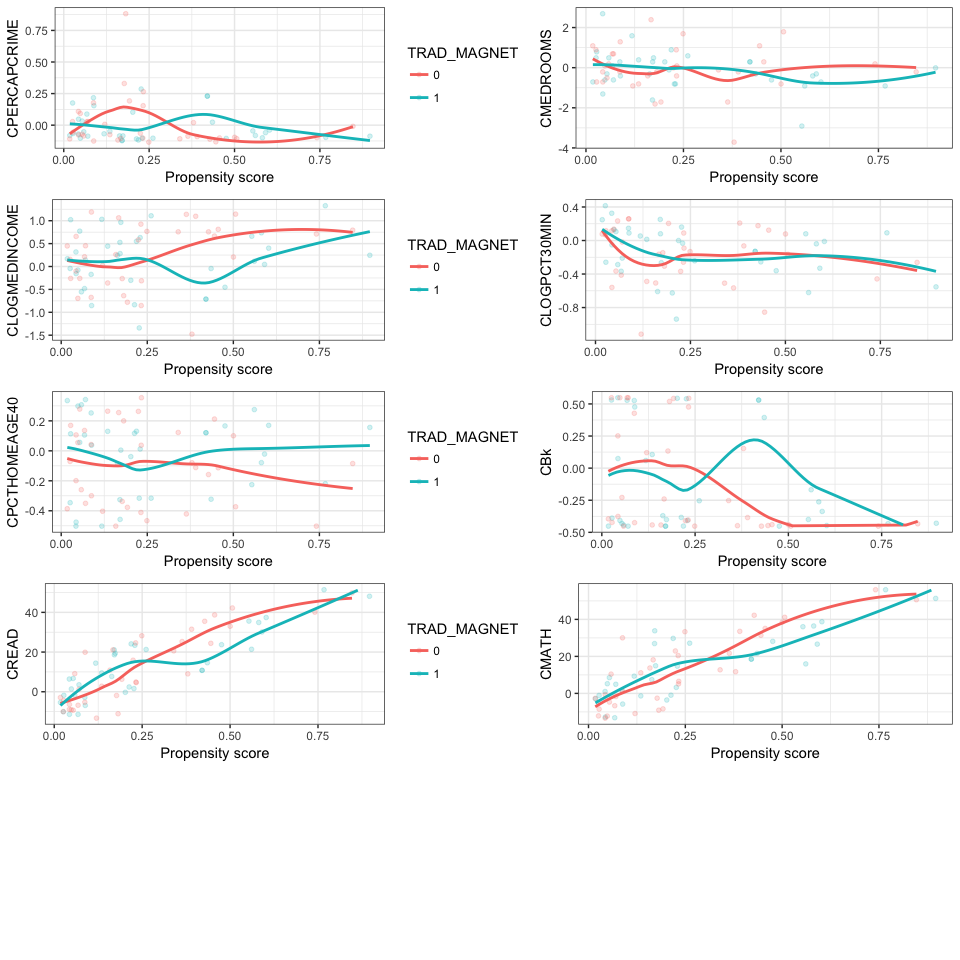 CPERCAPCRIME
0.75
0.50
0.25
0.00
0.00 0.25 0.50 0.75
Propensity score
TRAD_MAGNET
0
1
CMEDROOMS
2
0
-2
-4
0.00 0.25 0.50 0.75
Propensity score
CLOGMEDINCOME
1.0
0.5
0.0
-0.5
-1.0
-1.5
0.00 0.25 0.50 0.75
Propensity score
TRAD_MAGNET
0
1
CLOGPCT30MIN
0.4
0.0
-0.4
-0.8
0.00 0.25 0.50 0.75
Propensity score
CPCTHOMEAGE40
0.2
0.0
-0.2
-0.4
0.00 0.25 0.50 0.75
Propensity score
TRAD_MAGNET
0
1
CBk
0.50
0.25
0.00
-0.25
-0.50
0.00 0.25 0.50 0.75
Propensity score
CREAD
40
20
0
0.00 0.25 0.50 0.75
Propensity score
TRAD_MAGNET
0
1
CMATH
40
20
0
0.00 0.25 0.50 0.75
Propensity score